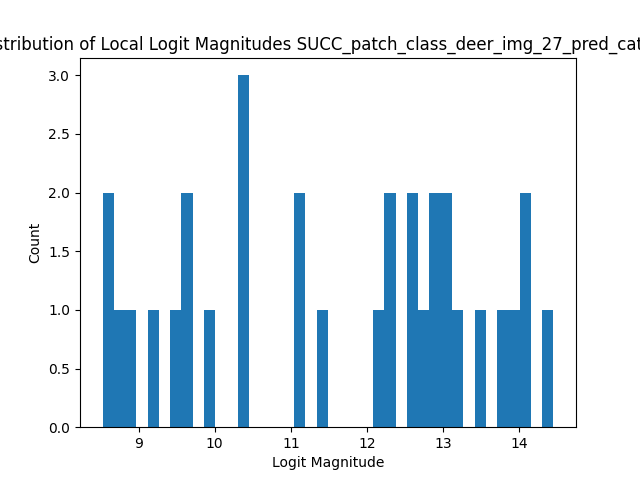 stribution of Local Logit Magnitudes SUCC_patch_class_deer_img_27_pred_cat
3.0
2.5
2.0
1.5
1.0
0.5
0.0
Count
9 10 11 12 13 14
Logit Magnitude